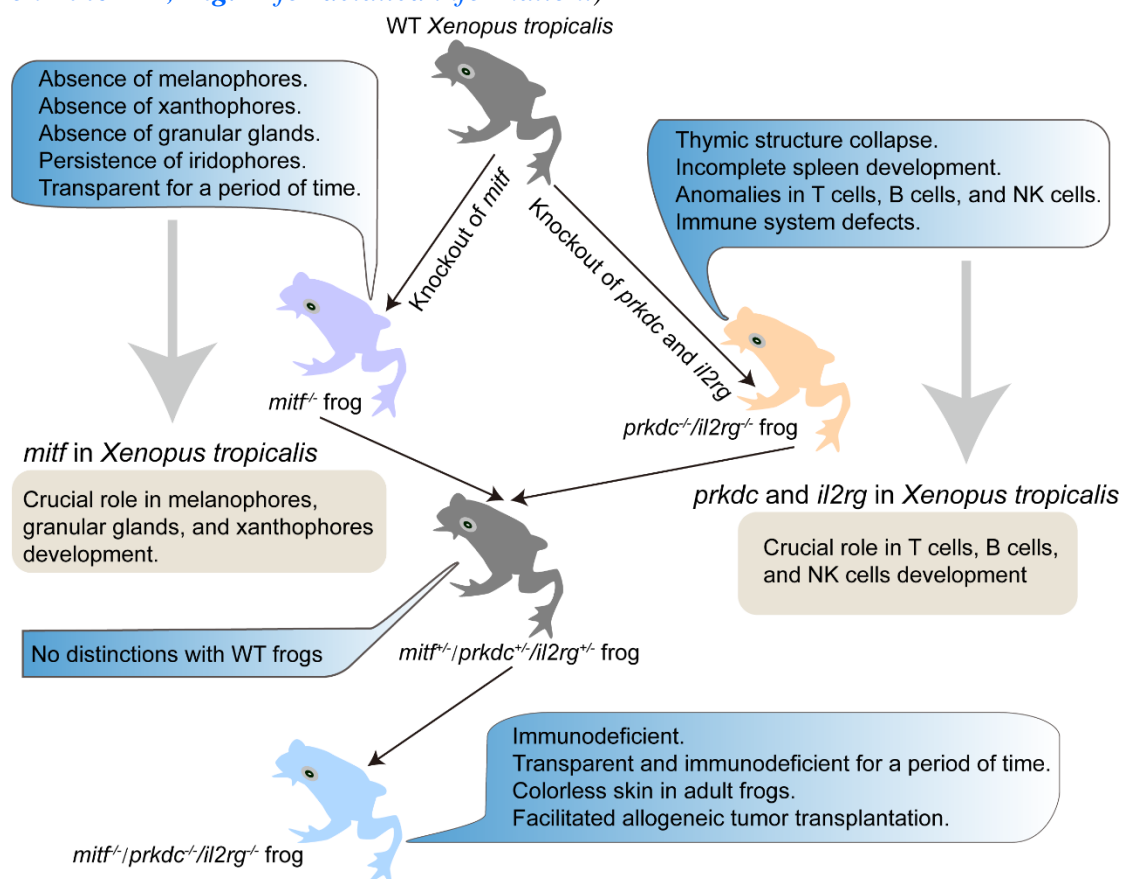 WT Xenopus tropicalis
Absence of melanophores.
Absence of xanthophores.
Absence of granular glands.
Persistence of iridophores.
Transparent for a period of time.
Thymic structure collapse.
Incomplete spleen development.
Anomalies in T cells, B cells, and NK cells.
Immune system defects.
Knockout of mitf
Knockout of prkdc and il2rg
mitf-/- frog
prkdc-/-/il2rg-/- frog
mitf in Xenopus tropicalis
Crucial role in melanophores,
granular glands, and xanthophores
development.
prkdc and il2rg in Xenopus tropicalis
Crucial role in T cells, B cells,
and NK cells development
No distinctions with WT frogs
mitf+/-/prkdc+/-/il2rg+/- frog
Immunodeficient.
Transparent and immunodeficient for a period of time.
Colorless skin in adult frogs.
Facilitated allogeneic tumor transplantation.
mitf-/-/prkdc-/-/il2rg-/- frog